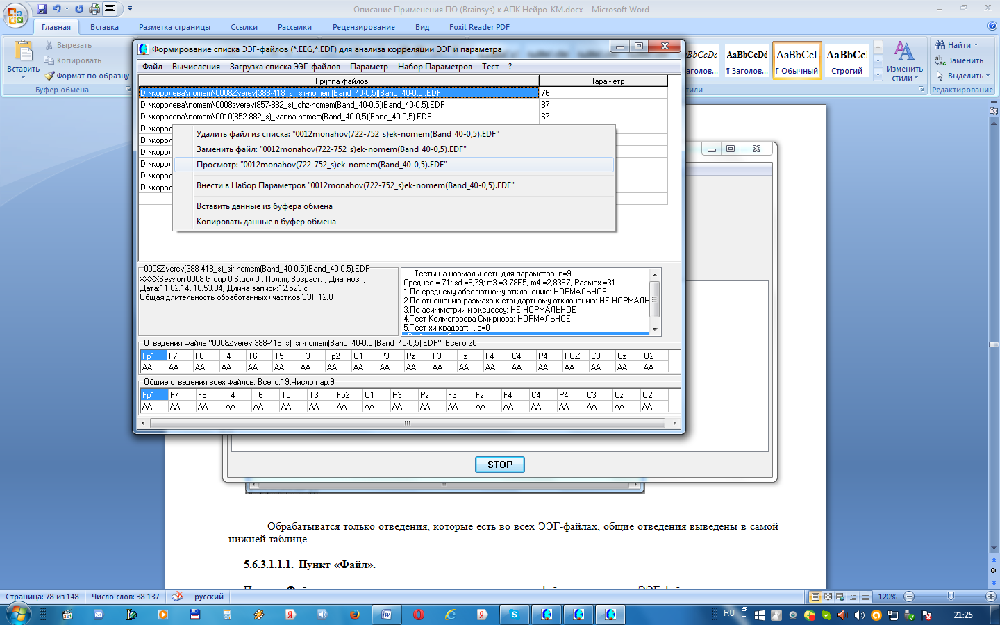 Описание Применения ПО (Brainsys) к АПК Нейро-КМ.docx - Microsoft Word
Главная Вставка Разметка страницы Ссылки Рассылки Рецензирование Вид Foxit Reader PDF
Вставить
Вырезать
Копировать
Формат по образцу
Буфер обмена
AaBbCcDd AaBbCcDd AaBbCcI AaBbCcI
аголов... ¶ Заголов... ¶ Обычный Строгий
тили
Изменить стили
Найти
Заменить
Выделить
Редактирование
Формирование списка ЭЭГ-файлов (*.EEG,*.EDF) для анализа корреляции ЭЭГ и параметра
Файл Вычисления Загрузка списка ЭЭГ-файлов Параметр Набор Параметров Тест ?
Группа файлов Параметр
D:\королева\nomem\0008Zverev(388-418_s)_sir-nomem(Band_40-0,5)(Band_40-0,5).EDF 76
D:\королева\nomem\0008zverev(857-882_s)_chz-nomem(Band_40-0,5)(Band_40-0,5).EDF 87
D:\королева\nomem\0010(852-882_s)_vanna-nomem(Band_40-0,5)(Band_40-0,5).EDF 67
D:\корол
D:\корол
D:\корол
D:\корол
D:\корол
D:\корол
Удалить файл из списка: "0012monahov(722-752_s)ek-nomem(Band_40-0,5).EDF"
Заменить файл: "0012monahov(722-752_s)ek-nomem(Band_40-0,5).EDF"
Просмотр: "0012monahov(722-752_s)ek-nomem(Band_40-0,5).EDF"
Внести в Набор Параметров "0012monahov(722-752_s)ek-nomem(Band_40-0,5).EDF"
Вставить данные из буфера обмена
Копировать данные в буфер обмена
0008Zverev(388-418_s)_sir-nomem(Band_40-0,5)(Band_40-0,5).EDF
XXXXSession 0008 Group 0 Study 0 , Пол:m, Возраст: , Диагноз: ,
Дата:11.02.14, 16.53.34, Длина записи:12.523 с
Общая длительность обработанных участков ЭЭГ:12.0
Тесты на нормальность для параметра. n=9
Среднее = 71; sd =9,79; m3 =3,78E5; m4 =2,83E7; Размах =31
1.По среднему абсолютному отклонению: НОРМАЛЬНОЕ
2.По отношению размаха к стандартному отклонению: НЕ НОРМАЛЬ
3.По асимметрии и эксцессу: НЕ НОРМАЛЬНОЕ
4.Тест Колмогорова-Смирнова: НОРМАЛЬНОЕ
5.Тест хи-квадрат: -, p=0
Отведения файла "0008Zverev(388-418_s)_sir-nomem(Band_40-0,5)(Band_40-0,5).EDF". Всего:20
Fp1 F7 F8 T4 T6 T5 T3 Fp2 O1 P3 Pz F3 Fz F4 C4 P4 POZ C3 Cz O2
AA AA AA AA AA AA AA AA AA AA AA AA AA AA AA AA AA AA AA
Общие отведения всех файлов. Всего:19,Число пар:9
Fp1 F7 F8 T4 T6 T5 T3 Fp2 O1 P3 Pz F3 Fz F4 C4 P4 C3 Cz O2
AA AA AA AA AA AA AA AA AA AA AA AA AA AA AA AA AA AA AA
STOP
Обрабатыватся только отведения, которые есть во всех ЭЭГ-файлах, общие отведения выведены в самой
нижней таблице.
5.6.3.1.1.1. Пункт «Файл».
Страница: 78 из 148 Число слов: 38 137 русский 120%
RU 21:25